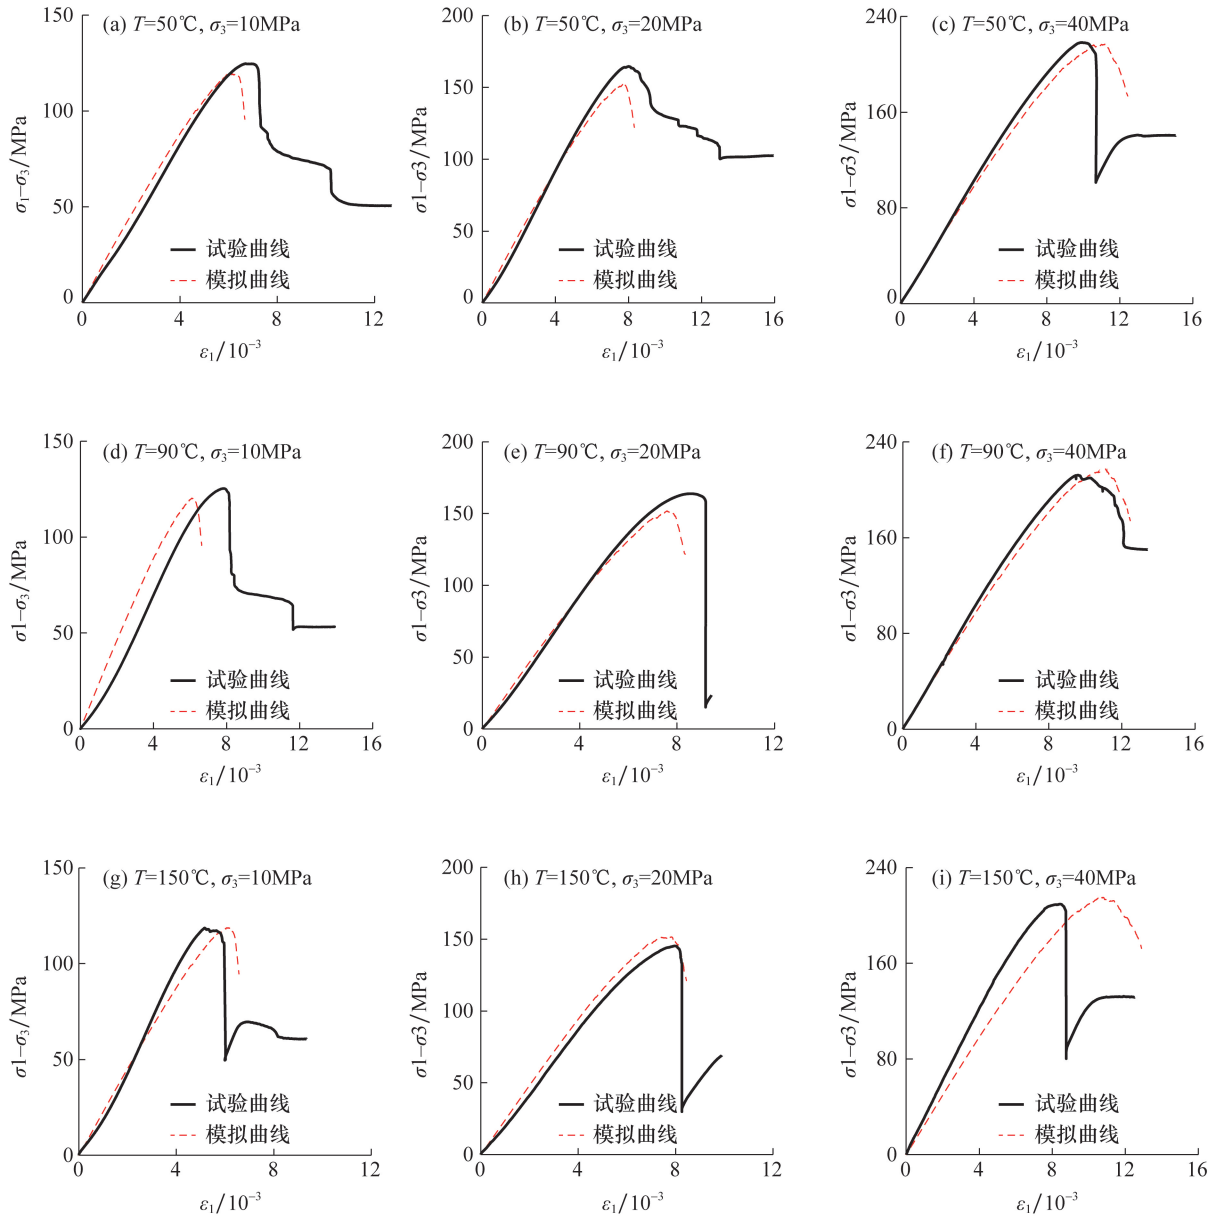 (a) T=50℃, σ₃=10MPa
150
100
50
0
σ₁–σ₃/MPa
试验曲线
模拟曲线
0 4 8 12
ε₁/10⁻³
(b) T=50℃, σ₃=20MPa
200
150
100
50
0
σ1–σ3/MPa
试验曲线
模拟曲线
0 4 8 12 16
ε₁/10⁻³
(c) T=50℃, σ₃=40MPa
240
160
80
0
σ1–σ3/MPa
试验曲线
模拟曲线
0 4 8 12 16
ε₁/10⁻³
(d) T=90℃, σ₃=10MPa
150
100
50
0
σ1–σ₃/MPa
试验曲线
模拟曲线
0 4 8 12 16
ε₁/10⁻³
(e) T=90℃, σ₃=20MPa
200
150
100
50
0
σ1–σ3/MPa
试验曲线
模拟曲线
0 4 8 12
ε₁/10⁻³
(f) T=90℃, σ₃=40MPa
240
160
80
0
σ1–σ3/MPa
试验曲线
模拟曲线
0 4 8 12 16
ε₁/10⁻³
(g) T=150℃, σ₃=10MPa
150
100
50
0
σ1–σ₃/MPa
试验曲线
模拟曲线
0 4 8 12
ε₁/10⁻³
(h) T=150℃, σ₃=20MPa
200
150
100
50
0
σ1–σ3/MPa
试验曲线
模拟曲线
0 4 8 12
ε₁/10⁻³
(i) T=150℃, σ₃=40MPa
240
160
80
0
σ1–σ3/MPa
试验曲线
模拟曲线
0 4 8 12 16
ε₁/10⁻³